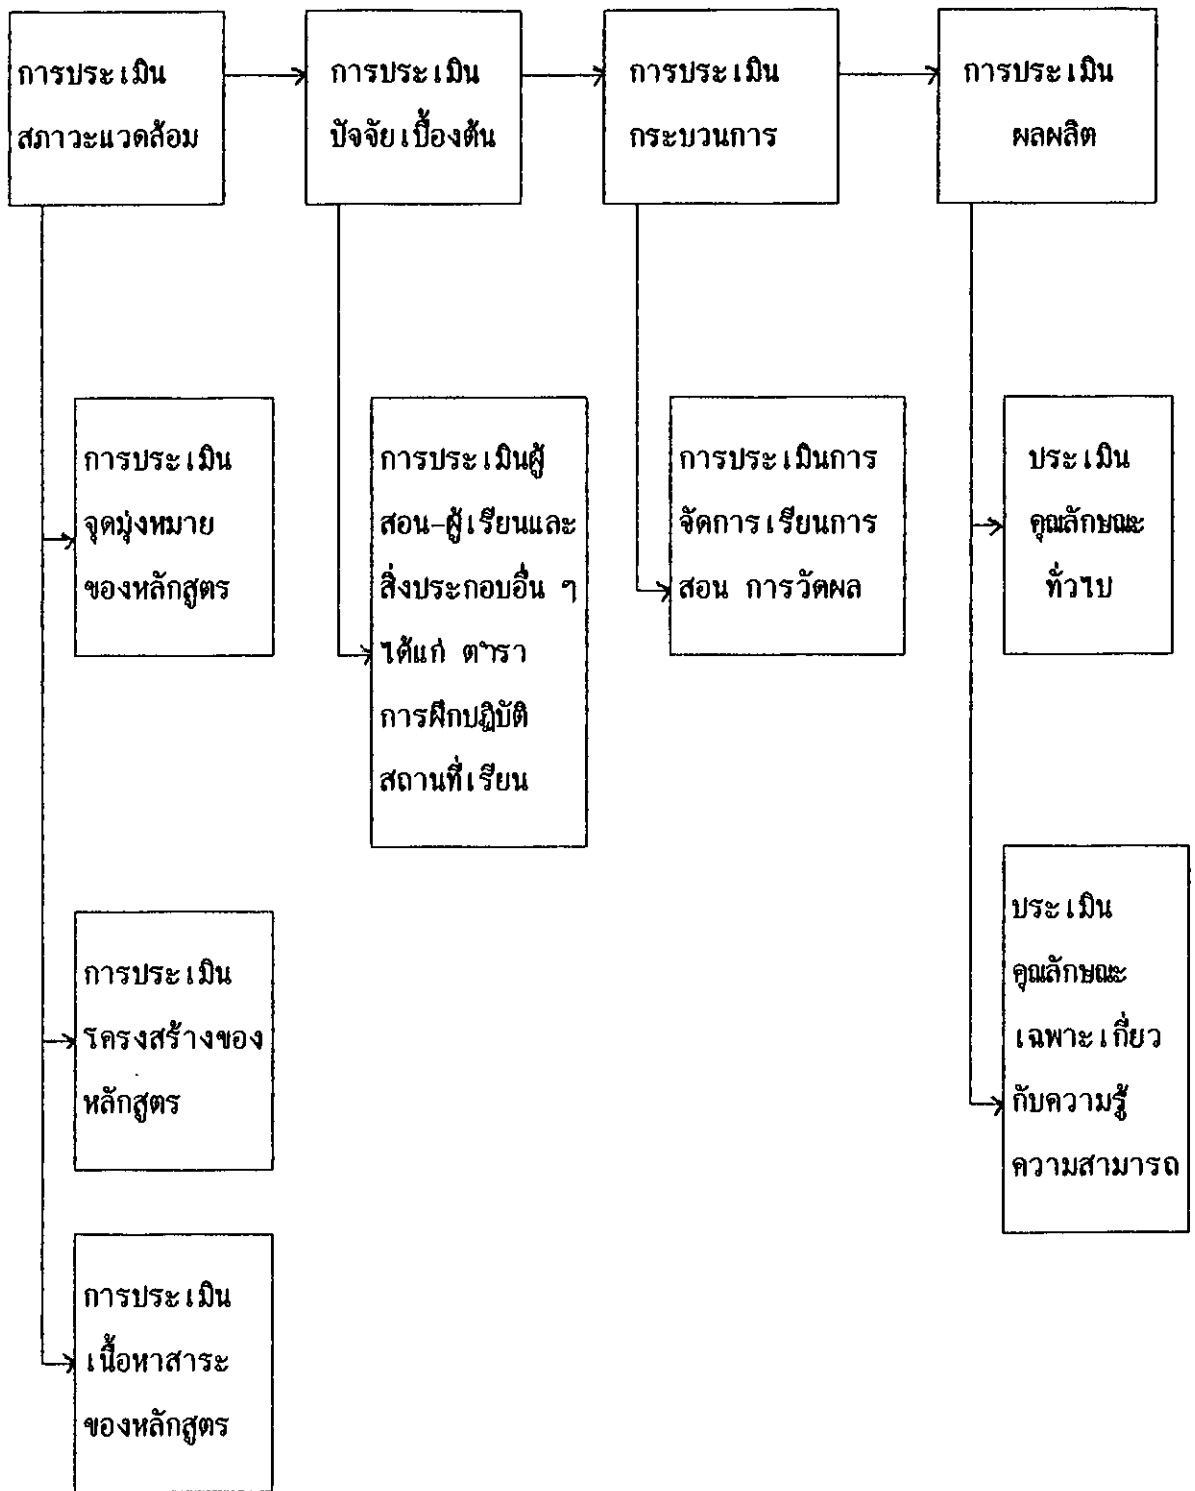 การประเมิน
สภาวะแวดล้อม
การประเมิน
ปัจจัยเบื้องต้น
การประเมิน
กระบวนการ
การประเมิน
ผลผลิต
การประเมิน
จุดมุ่งหมาย
ของหลักสูตร
การประเมินผู้
สอน-ผู้เรียนและ
สิ่งประกอบอื่น ๆ
ได้แก่ ตำรา
การฝึกปฏิบัติ
สถานที่เรียน
การประเมินการ
จัดการเรียนการ
สอน การวัดผล
ประเมิน
คุณลักษณะ
ทั่วไป
การประเมิน
โครงสร้างของ
หลักสูตร
ประเมิน
คุณลักษณะ
เฉพาะเกี่ยว
กับความรู้
ความสามารถ
การประเมิน
เนื้อหาสาระ
ของหลักสูตร